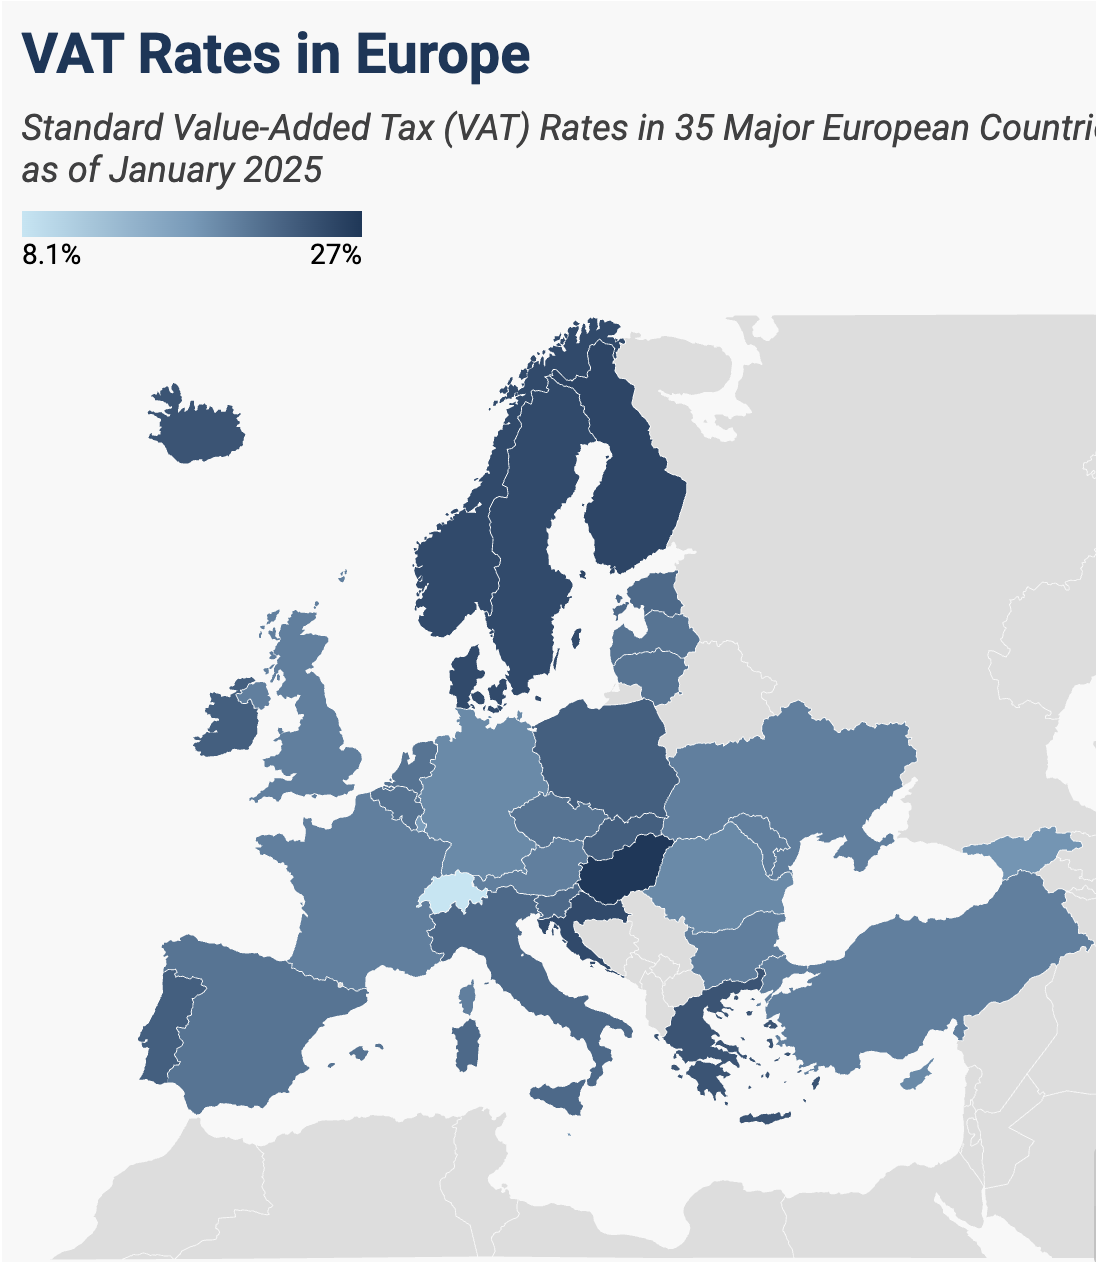 VAT Rates in Europe
Standard Value-Added Tax (VAT) Rates in 35 Major European Countri
as of January 2025
8.1% 27%